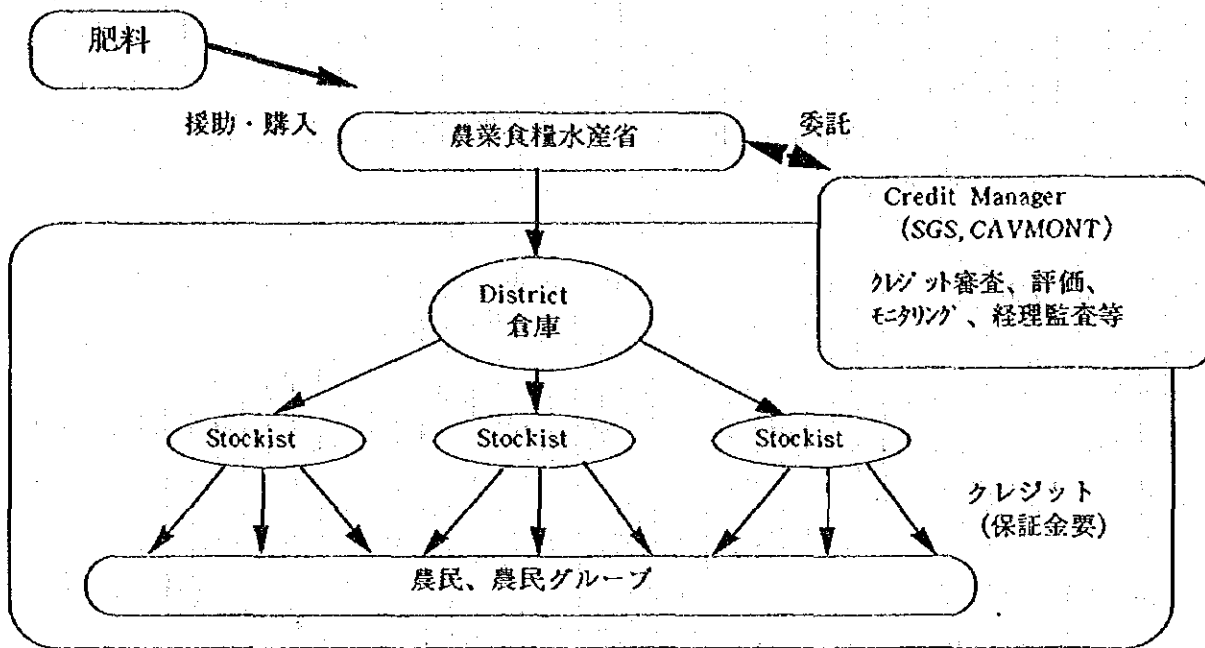 肥料
援助・購入
農業食糧水産省
委託
Credit Manager
(SGS, CAVMONT)
クレジット審査、評価、
モニタリング、経理監査等
District
倉庫
Stockist
Stockist
Stockist
クレジット
(保証金要)
農民、農民グループ